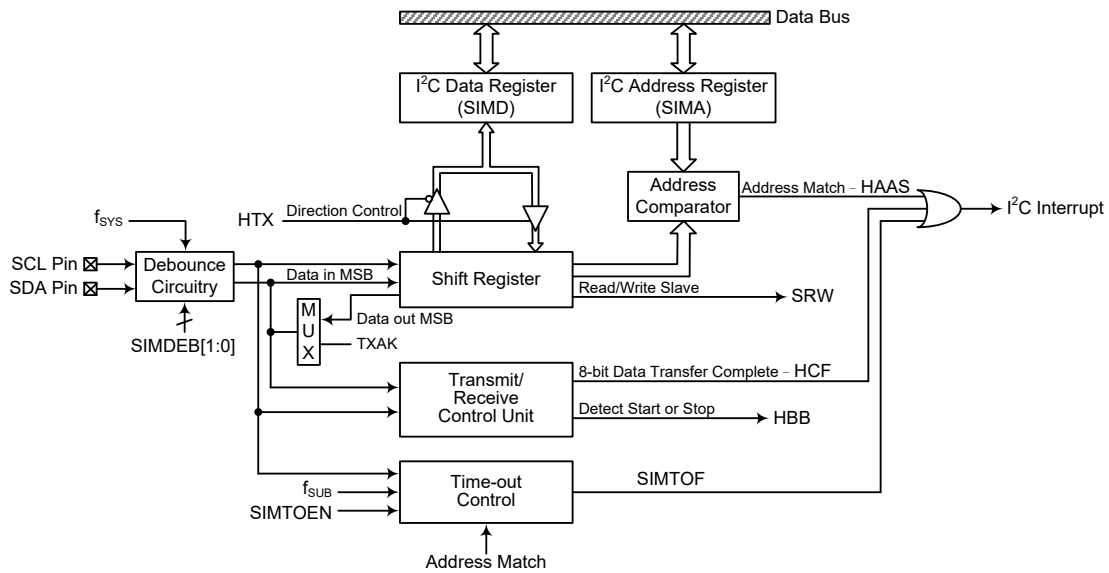 Data Bus
I²C Data Register
(SIMD)
I²C Address Register
(SIMA)
Address
Comparator
Address Match - HAAS
I²C Interrupt
HTX
Direction Control
fSYS
SCL Pin
SDA Pin
Debounce
Circuitry
SIMDEB[1:0]
Data in MSB
Shift Register
Read/Write Slave
SRW
MUX
Data out MSB
TXAK
Transmit/
Receive
Control Unit
8-bit Data Transfer Complete - HCF
Detect Start or Stop
HBB
fSUB
SIMTOEN
Time-out
Control
SIMTOF
Address Match